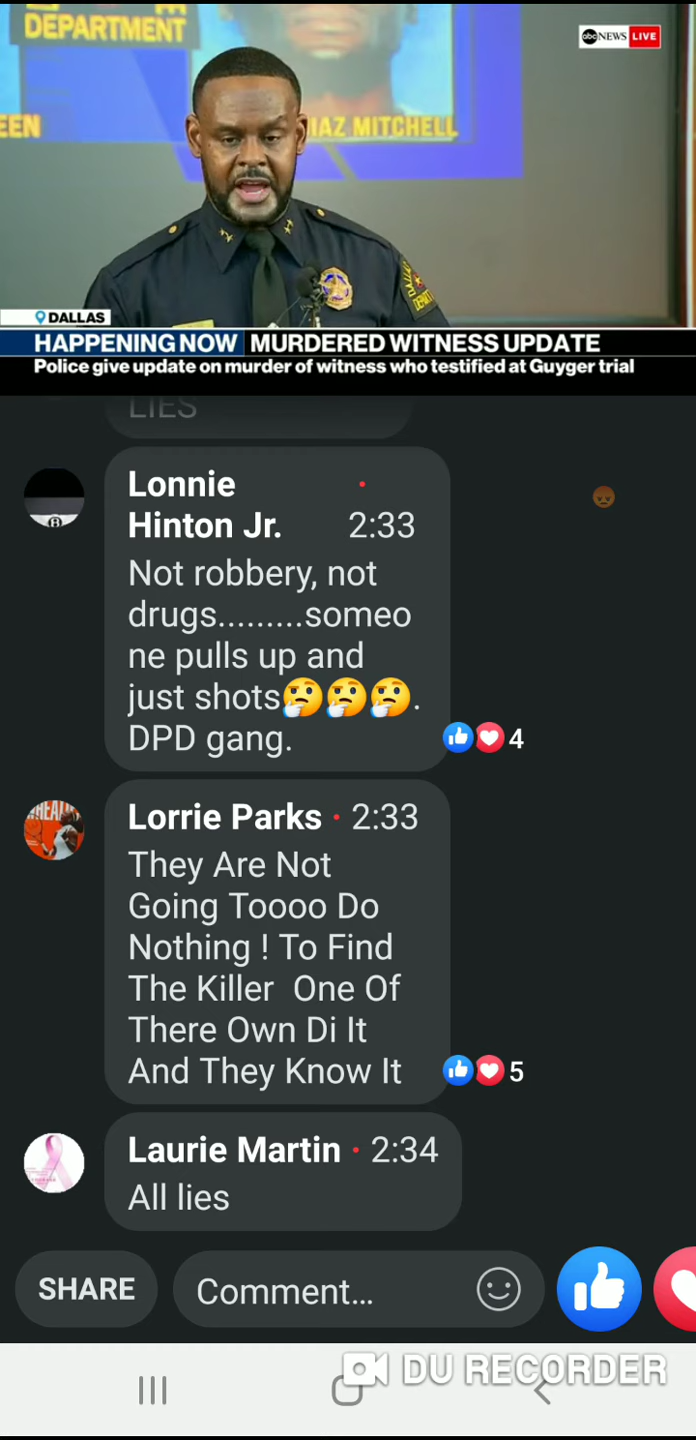 DEPARTMENT
abc NEWS LIVE
EEN
IAZ MITCHELL
DALLAS
HAPPENING NOW MURDERED WITNESS UPDATE
Police give update on murder of witness who testified at Guyger trial
LIES
Lonnie
Hinton Jr. 2:33
Not robbery, not
drugs.........someo
ne pulls up and
just shots🤔🤔🤔.
DPD gang.
4
Lorrie Parks · 2:33
They Are Not
Going Toooo Do
Nothing ! To Find
The Killer One Of
There Own Di It
And They Know It
5
Laurie Martin · 2:34
All lies
SHARE
Comment...
DU RECORDER